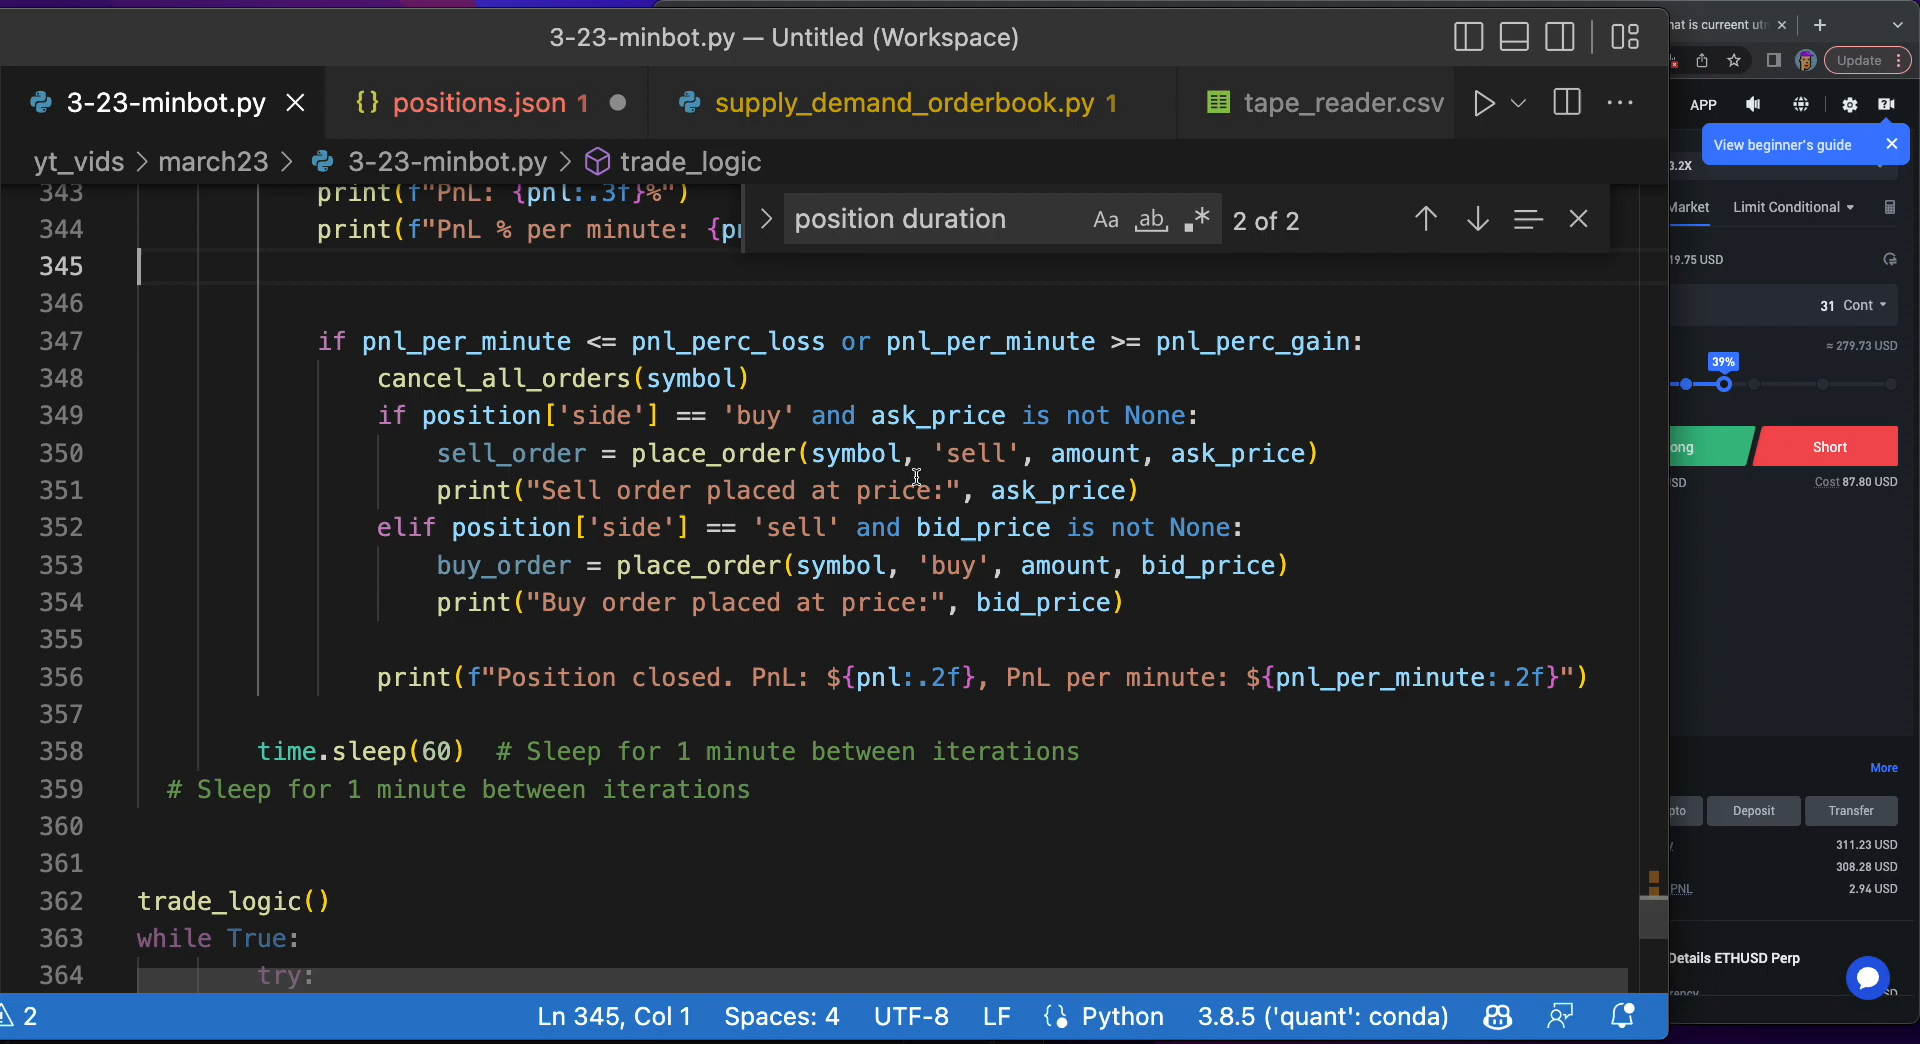 3-23-minbot.py — Untitled (Workspace)
3-23-minbot.py
positions.json 1
supply_demand_orderbook.py 1
tape_reader.csv
yt_vids > march23 > 3-23-minbot.py > trade_logic
position duration
Aa ab 2 of 2
343 print(f"PnL: {pnl:.3f}%")
344 print(f"PnL % per minute: {
345
346
347 if pnl_per_minute <= pnl_perc_loss or pnl_per_minute >= pnl_perc_gain:
348 cancel_all_orders(symbol)
349 if position['side'] == 'buy' and ask_price is not None:
350 sell_order = place_order(symbol, 'sell', amount, ask_price)
351 print("Sell order placed at price:", ask_price)
352 elif position['side'] == 'sell' and bid_price is not None:
353 buy_order = place_order(symbol, 'buy', amount, bid_price)
354 print("Buy order placed at price:", bid_price)
355
356 print(f"Position closed. PnL: ${pnl:.2f}, PnL per minute: ${pnl_per_minute:.2f}")
357
358 time.sleep(60) # Sleep for 1 minute between iterations
359 # Sleep for 1 minute between iterations
360
361
362 trade_logic()
363 while True:
364 try:
2 Ln 345, Col 1 Spaces: 4 UTF-8 LF Python 3.8.5 ('quant': conda)
at is curreent
Update
APP
View beginner's guide
3.2X
Market Limit Conditional
19.75 USD
31 Cont
≈ 279.73 USD
39%
ong Short
SD Cost 87.80 USD
More
pto Deposit Transfer
311.23 USD
308.28 USD
PNL 2.94 USD
Details ETHUSD Perp